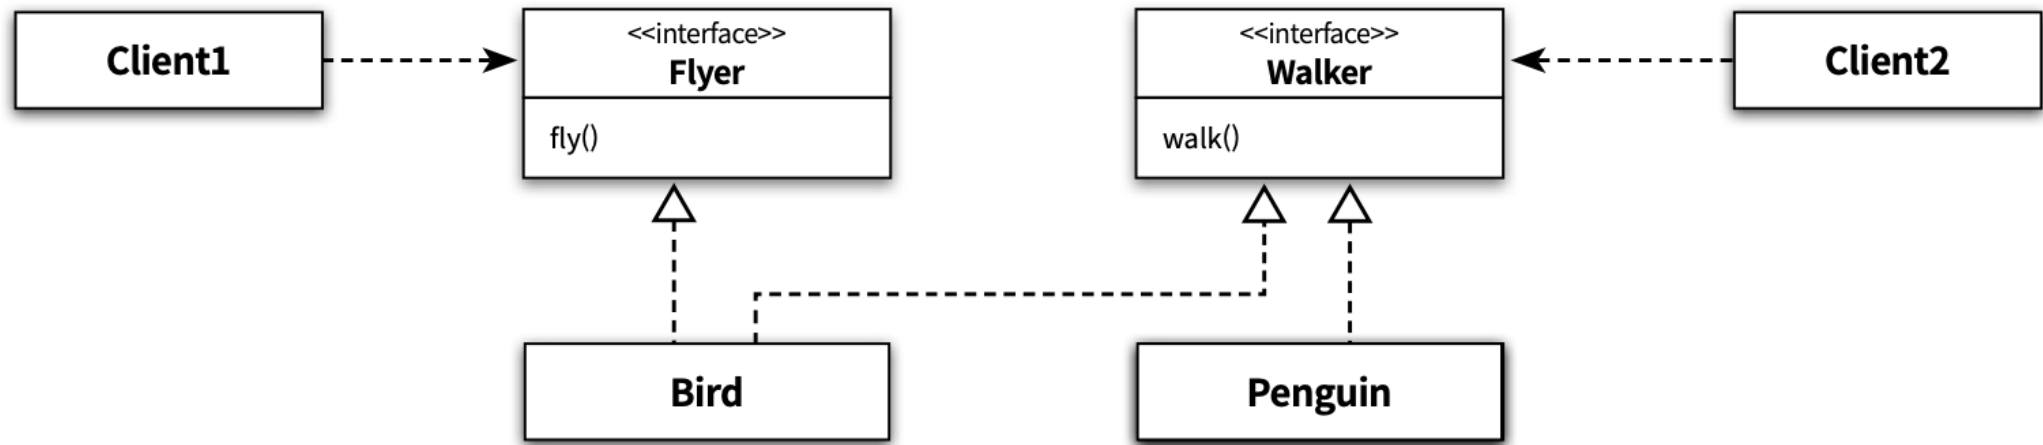 Client1
<<interface>>
Flyer
fly()
<<interface>>
Walker
walk()
Client2
Bird
Penguin